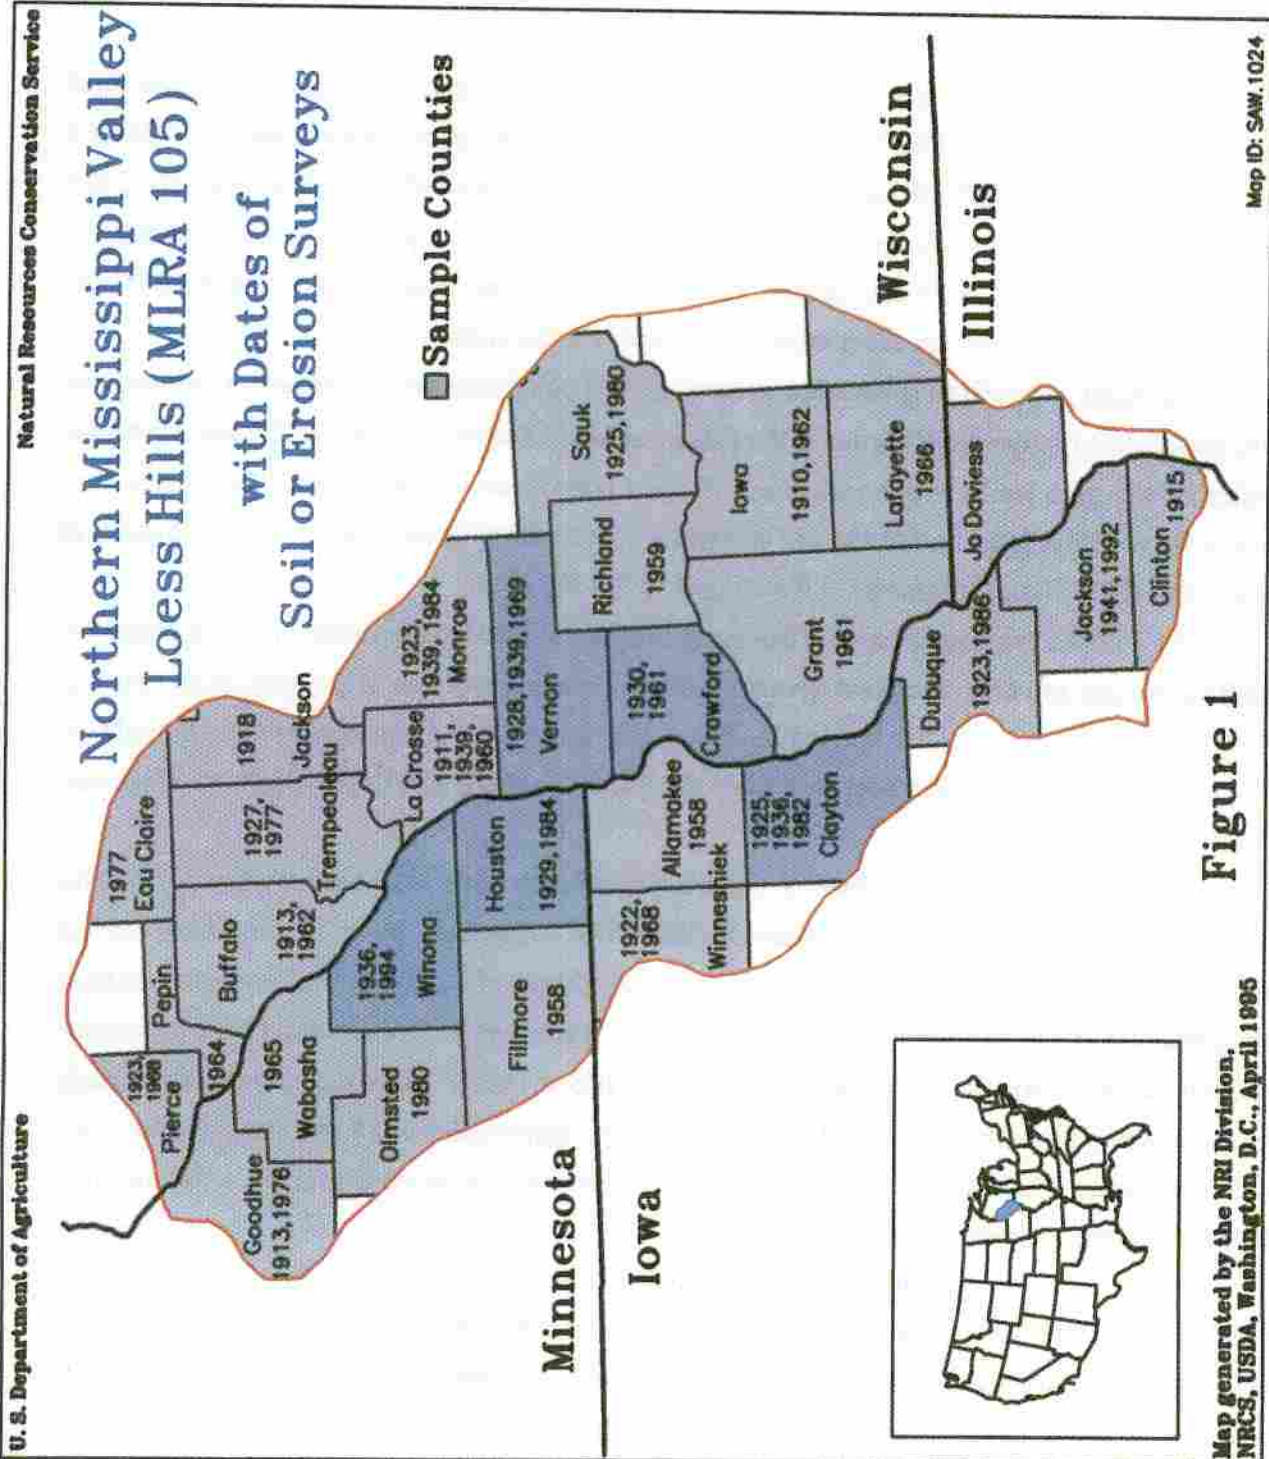 U. S. Department of Agriculture
Natural Resources Conservation Service
Northern Mississippi Valley
Loess Hills (MLRA 105)
with Dates of
Soil or Erosion Surveys
Sample Counties
1923,
1968
Pierce
Pepin
1964
1977
Eau Claire
Buffalo
1913,
1962
1927,
1977
Trempealeau
1918
Jackson
Goodhue
1913,1976
1965
Wabasha
Olmsted
1980
1936,
1994
Winona
La Crosse
1911,
1939,
1960
1923,
1939, 1984
Monroe
Fillmore
1958
Houston
1929,1984
1928,1939,1969
Vernon
Sauk
1925,1980
Richland
1959
1930,
1961
Crawford
Minnesota
Iowa
1922,
1968
Winnesniek
Allamakee
1958
1925,
1936,
1982
Clayton
Grant
1961
Iowa
1910,1962
Lafayette
1966
Wisconsin
Illinois
Dubuque
1923,1986
Jo Daviess
Jackson
1941,1992
Clinton
1915
Map generated by the NRI Division,
NRCS, USDA, Washington, D.C., April 1995
Figure 1
Map ID: SAW.1024